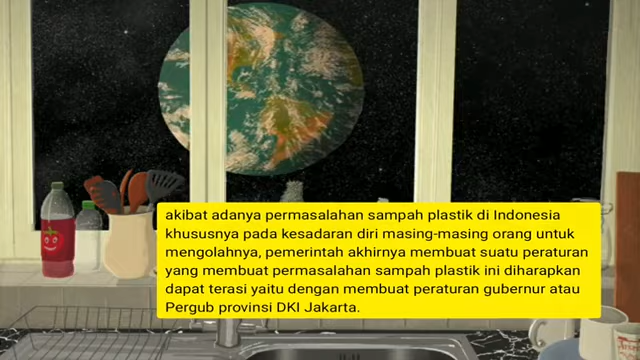 akibat adanya permasalahan sampah plastik di Indonesia
khususnya pada kesadaran diri masing-masing orang untuk
mengolahnya, pemerintah akhirnya membuat suatu peraturan
yang membuat permasalahan sampah plastik ini diharapkan
dapat terasi yaitu dengan membuat peraturan gubernur atau
Pergub provinsi DKI Jakarta.